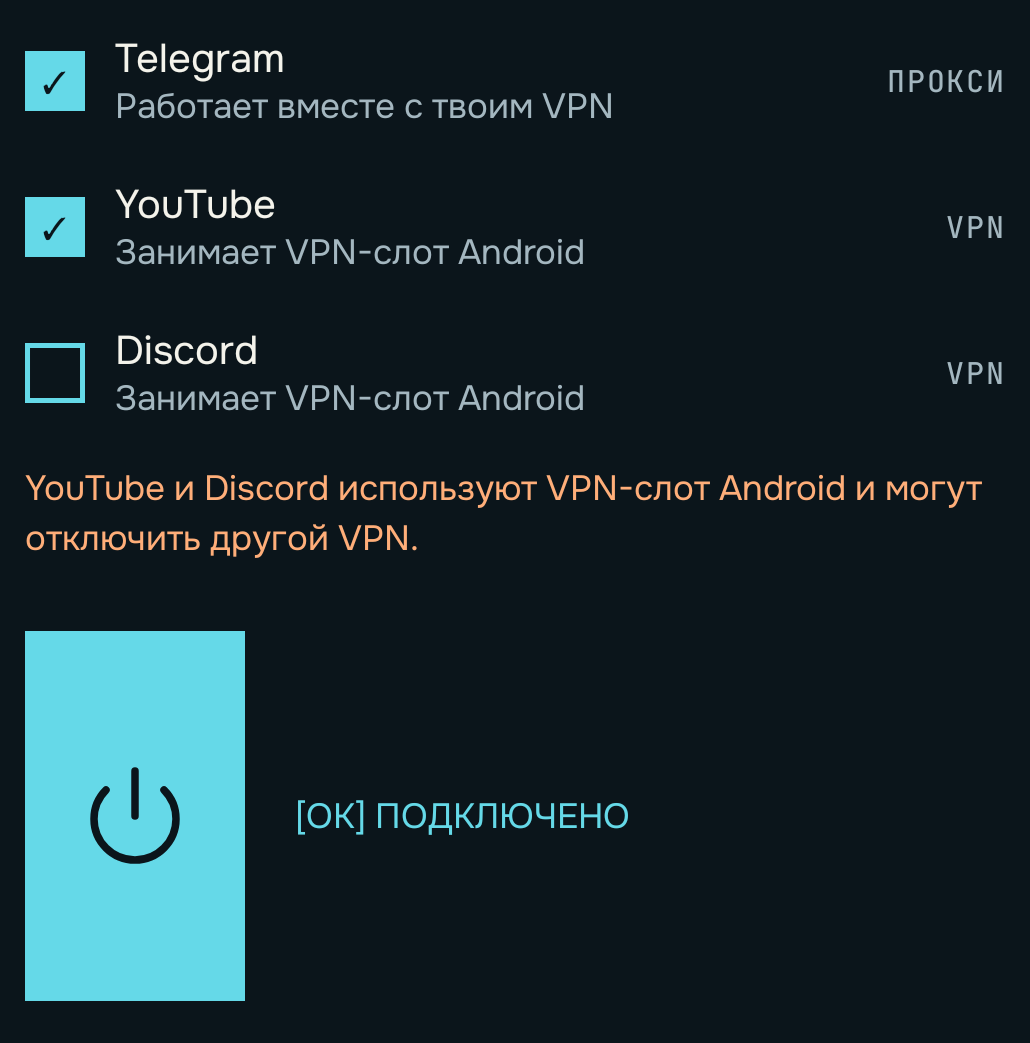 Telegram
Работает вместе с твоим VPN
ПРОКСИ
YouTube
Занимает VPN-слот Android
VPN
Discord
Занимает VPN-слот Android
VPN
YouTube и Discord используют VPN-слот Android и могут
отключить другой VPN.
[OK] ПОДКЛЮЧЕНО